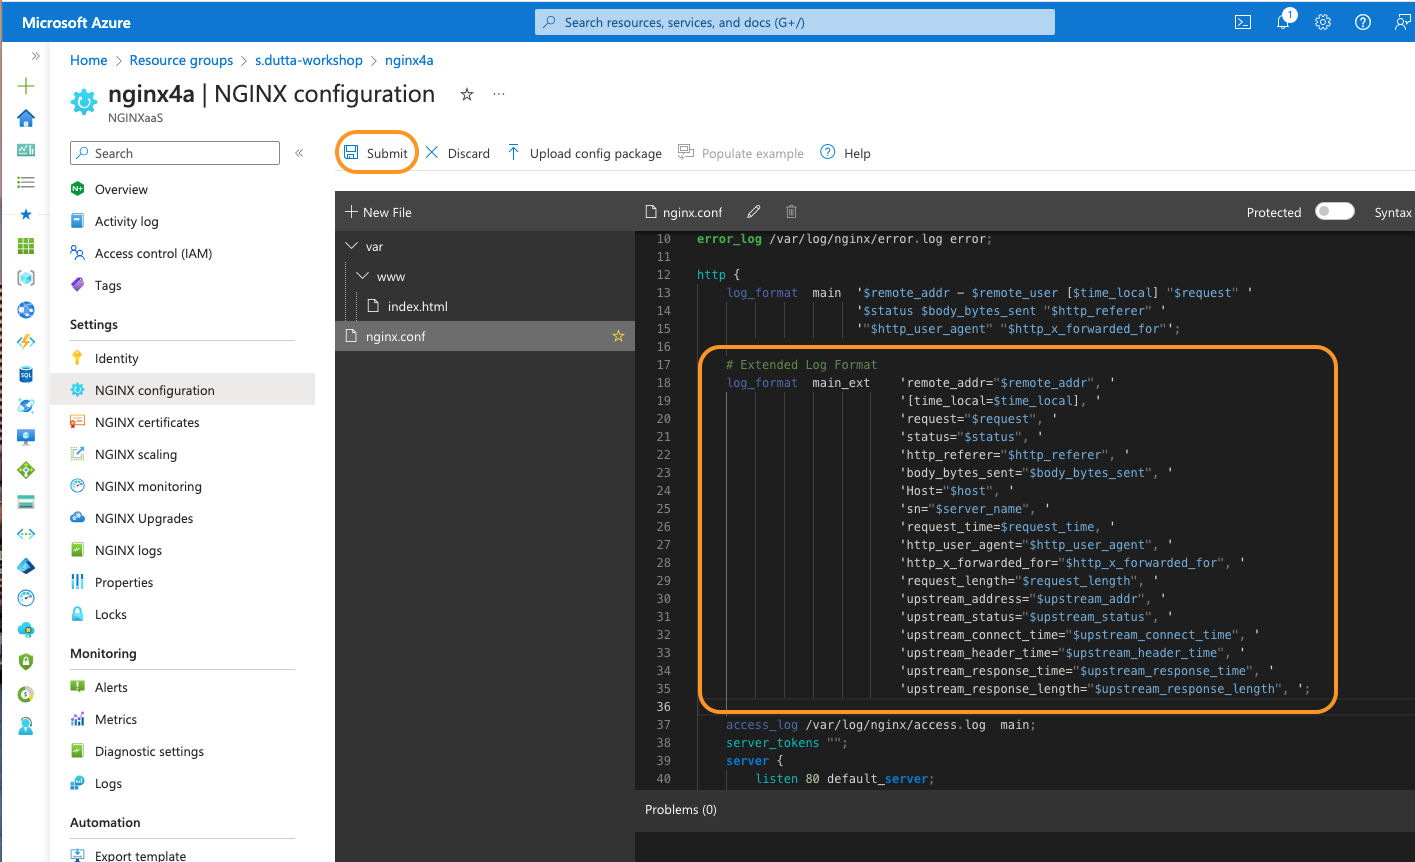 Microsoft Azure
Search resources, services, and docs (G+/)
1
Home > Resource groups > s.dutta-workshop > nginx4a
nginx4a | NGINX configuration
NGINXaaS
Search
Overview
Activity log
Access control (IAM)
Tags
Settings
Identity
NGINX configuration
NGINX certificates
NGINX scaling
NGINX monitoring
NGINX Upgrades
NGINX logs
Properties
Locks
Monitoring
Alerts
Metrics
Diagnostic settings
Logs
Automation
Export template
Submit
Discard
Upload config package
Populate example
Help
New File
var
www
index.html
nginx.conf
nginx.conf
Protected
Syntax
10 error_log /var/log/nginx/error.log error;
11
12 http {
13 log_format main '$remote_addr - $remote_user [$time_local] "$request" '
14 '$status $body_bytes_sent "$http_referer" '
15 '"$http_user_agent" "$http_x_forwarded_for"';
16
17 # Extended Log Format
18 log_format main_ext 'remote_addr="$remote_addr", '
19 '[time_local=$time_local], '
20 'request="$request", '
21 'status="$status", '
22 'http_referer="$http_referer", '
23 'body_bytes_sent="$body_bytes_sent", '
24 'Host="$host", '
25 'sn="$server_name", '
26 'request_time=$request_time, '
27 'http_user_agent="$http_user_agent", '
28 'http_x_forwarded_for="$http_x_forwarded_for", '
29 'request_length="$request_length", '
30 'upstream_address="$upstream_addr", '
31 'upstream_status="$upstream_status", '
32 'upstream_connect_time="$upstream_connect_time", '
33 'upstream_header_time="$upstream_header_time", '
34 'upstream_response_time="$upstream_response_time", '
35 'upstream_response_length="$upstream_response_length", ';
36
37 access_log /var/log/nginx/access.log main;
38 server_tokens "";
39 server {
40 listen 80 default_server;
Problems (0)